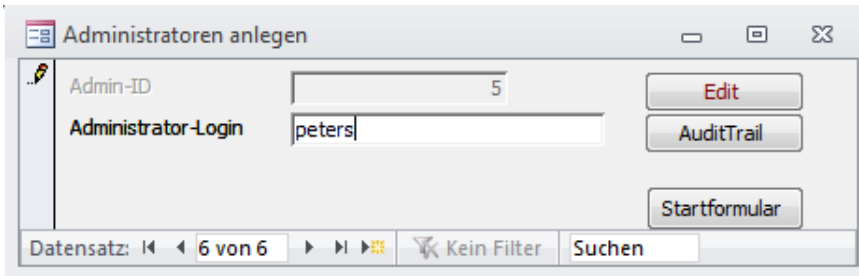 Administratoren anlegen
Admin-ID 5 Edit
Administrator-Login peters AuditTrail
Startformular
Datensatz: 6 von 6 Kein Filter Suchen